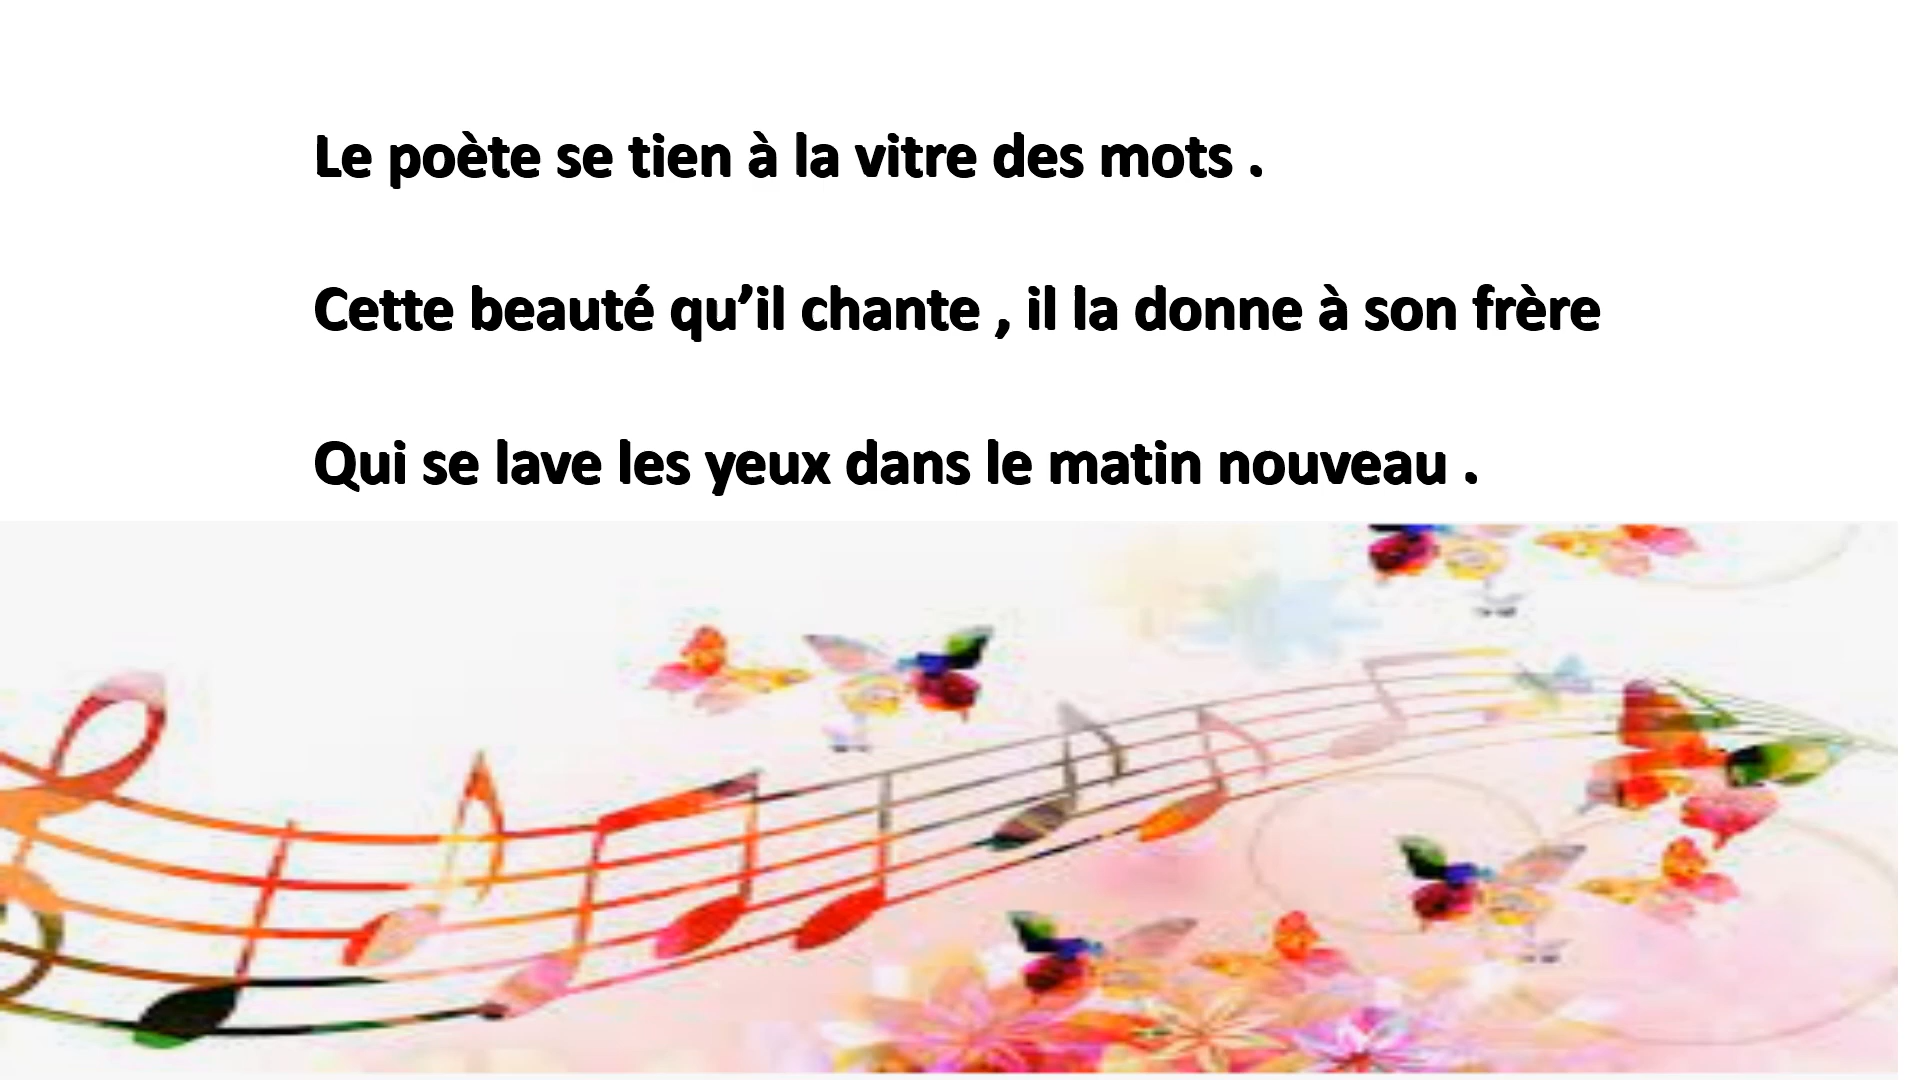 Le poète se tien à la vitre des mots .
Cette beauté qu’il chante , il la donne à son frère
Qui se lave les yeux dans le matin nouveau .